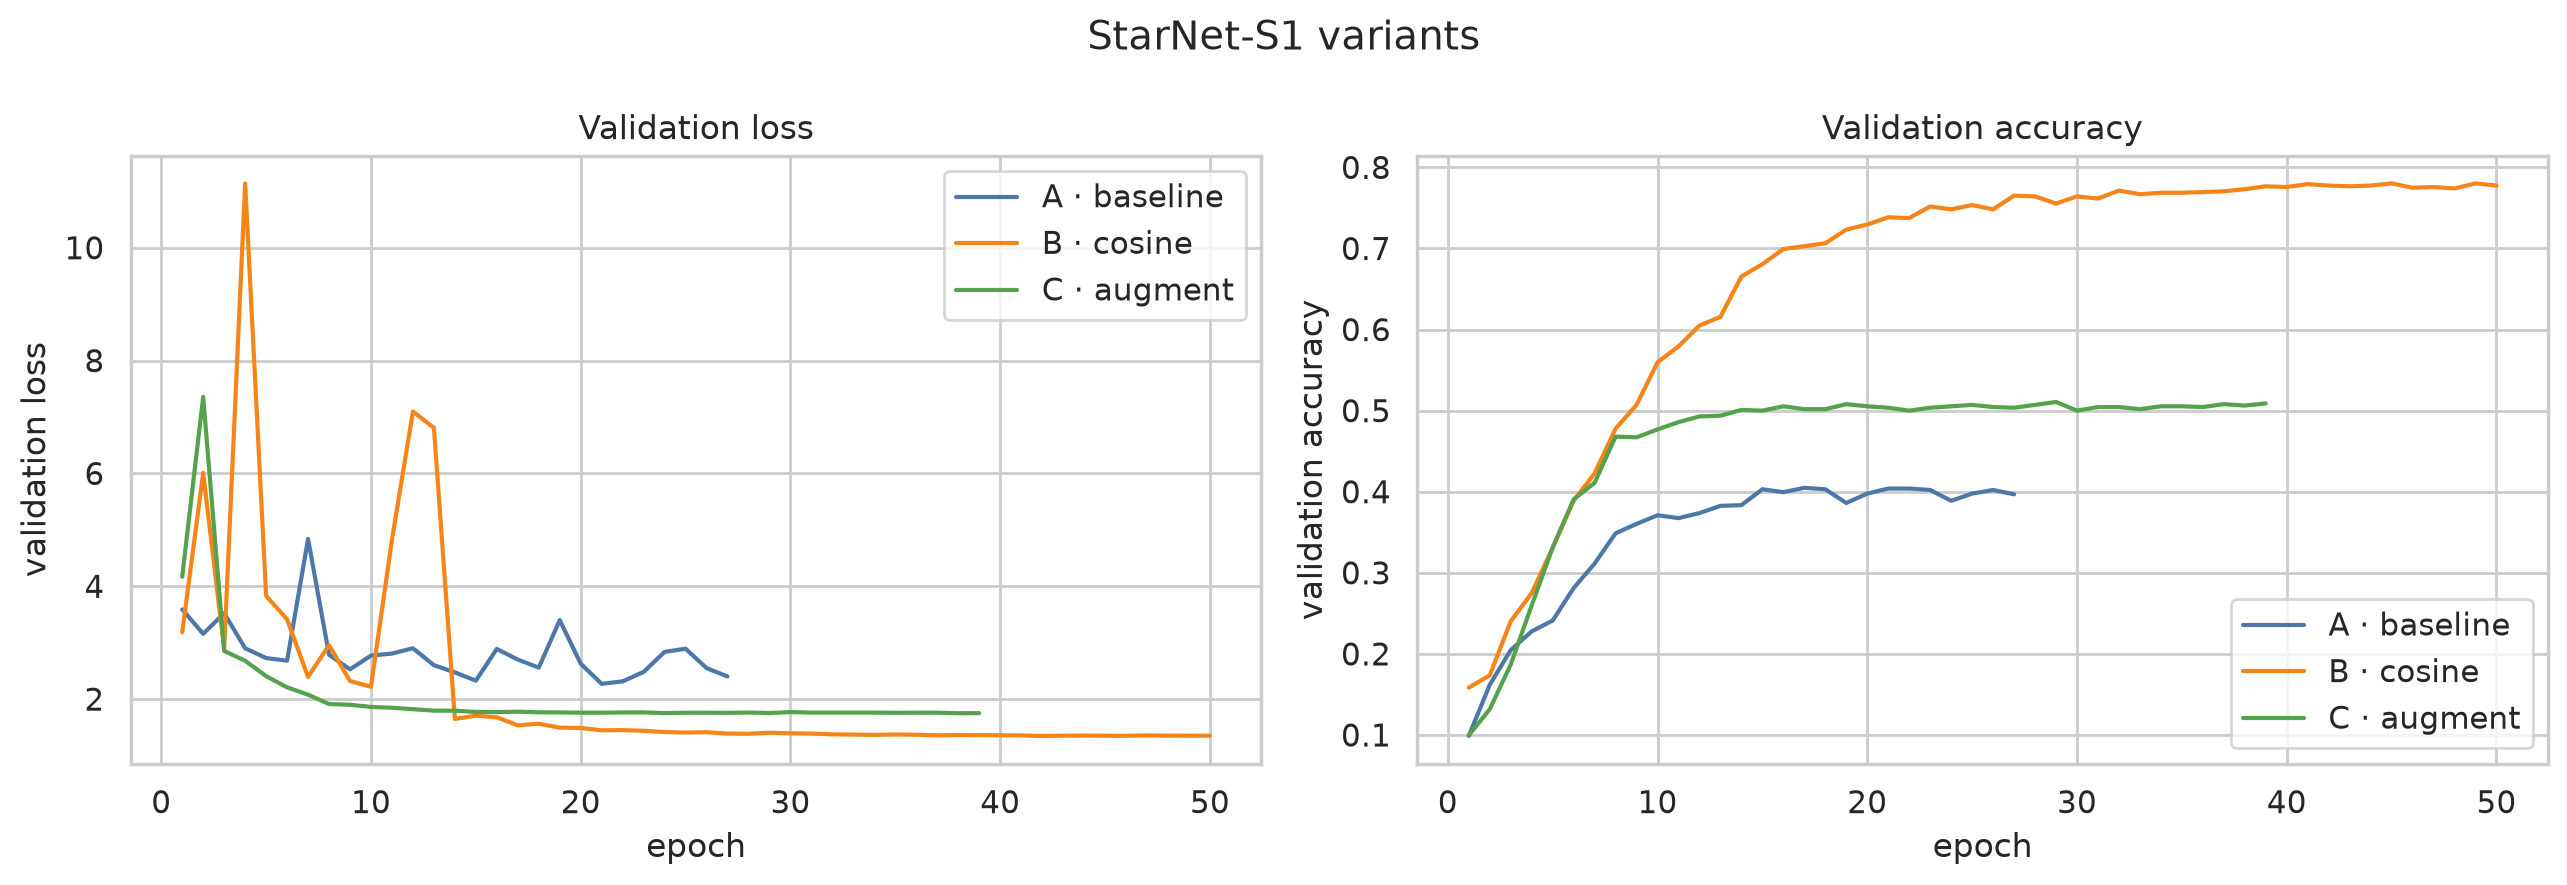 StarNet-S1 variants
Validation loss
validation loss
10
8
6
4
2
0 10 20 30 40 50
epoch
A · baseline
B · cosine
C · augment
Validation accuracy
validation accuracy
0.8
0.7
0.6
0.5
0.4
0.3
0.2
0.1
0 10 20 30 40 50
epoch
A · baseline
B · cosine
C · augment